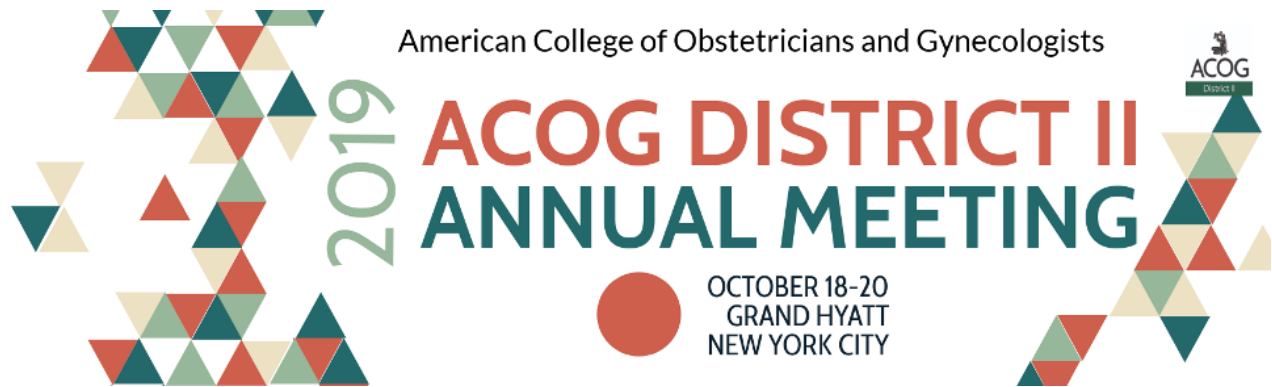 American College of Obstetricians and Gynecologists
ACOG
District II
2019
ACOG DISTRICT II
ANNUAL MEETING
OCTOBER 18-20
GRAND HYATT
NEW YORK CITY